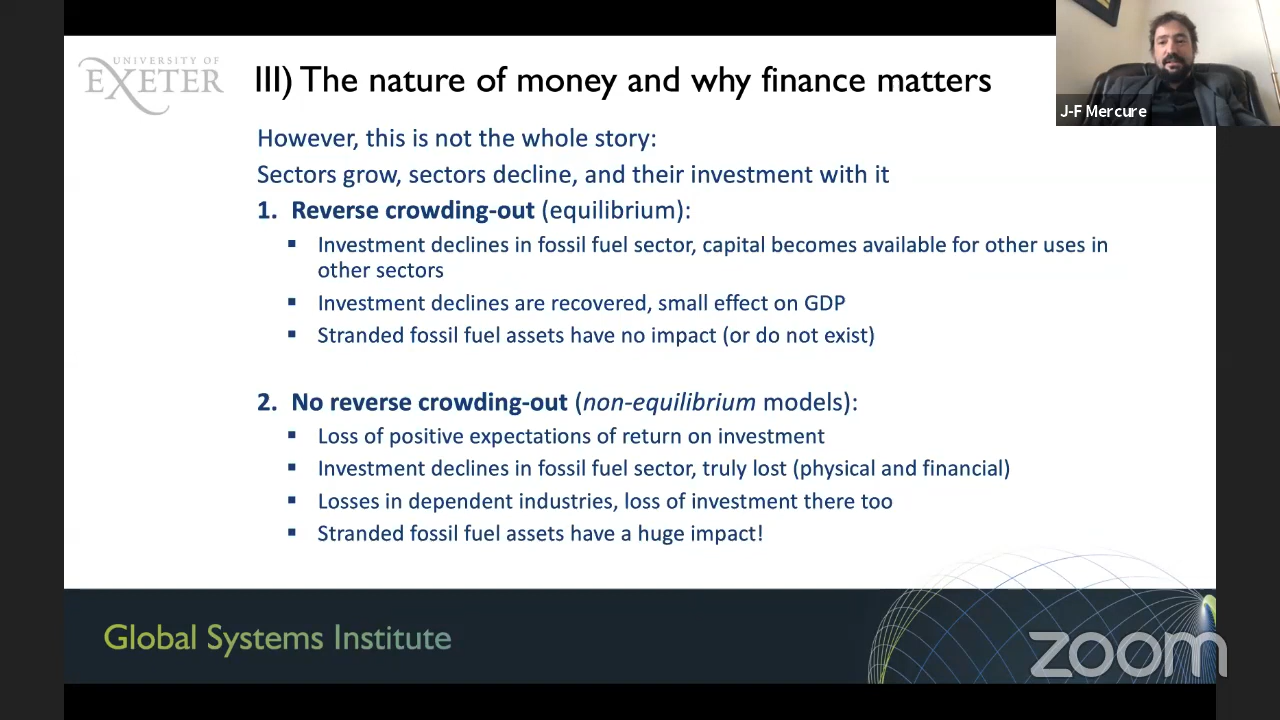 UNIVERSITY OF
EXETER
III) The nature of money and why finance matters
J-F Mercure
However, this is not the whole story:
Sectors grow, sectors decline, and their investment with it
1. Reverse crowding-out (equilibrium):
▪ Investment declines in fossil fuel sector, capital becomes available for other uses in
other sectors
▪ Investment declines are recovered, small effect on GDP
▪ Stranded fossil fuel assets have no impact (or do not exist)
2. No reverse crowding-out (non-equilibrium models):
▪ Loss of positive expectations of return on investment
▪ Investment declines in fossil fuel sector, truly lost (physical and financial)
▪ Losses in dependent industries, loss of investment there too
▪ Stranded fossil fuel assets have a huge impact!
Global Systems Institute
zoom